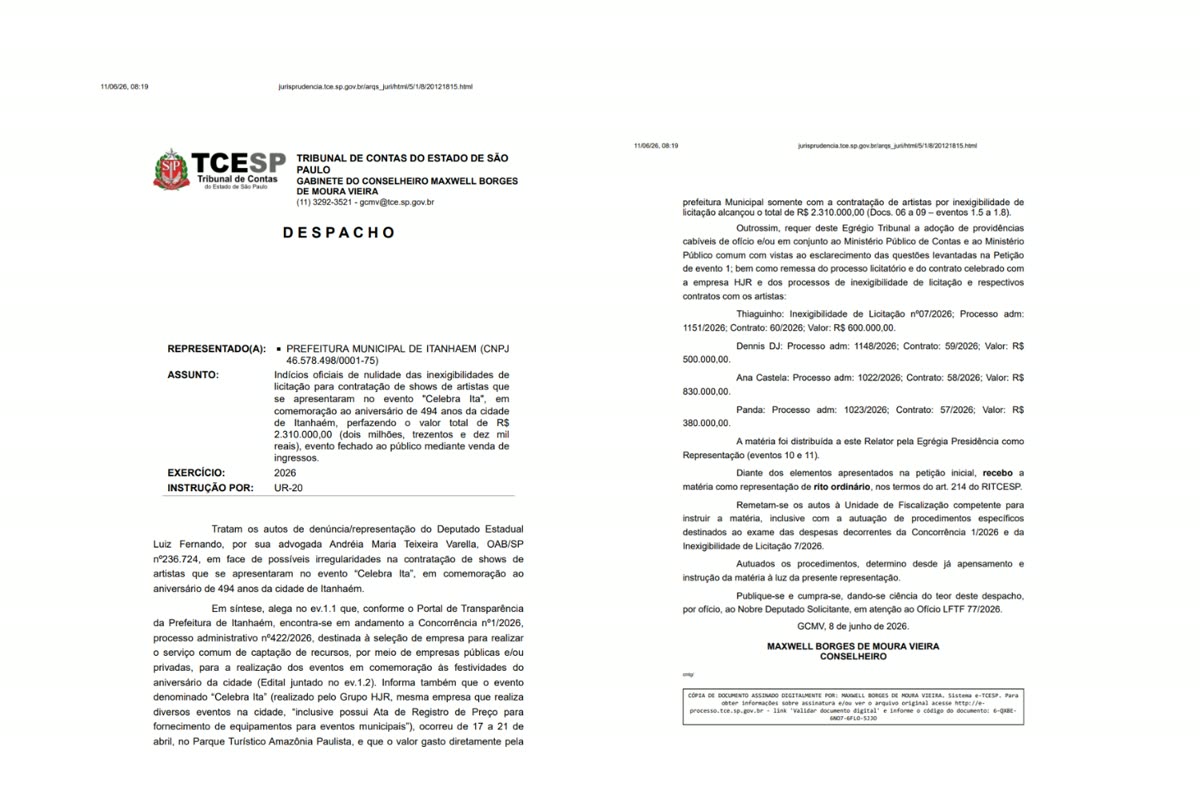 11/06/26, 08:19
jurisprudencia.tce.sp.gov.br/arqs_juri/html/5/1/8/20121815.html
TCESP
Tribunal de Contas
do Estado de São Paulo
TRIBUNAL DE CONTAS DO ESTADO DE SÃO
PAULO
GABINETE DO CONSELHEIRO MAXWELL BORGES
DE MOURA VIEIRA
(11) 3292-3521 - gcmv@tce.sp.gov.br
DESPACHO
REPRESENTADO(A): ▪ PREFEITURA MUNICIPAL DE ITANHAEM (CNPJ
46.578.498/0001-75)
ASSUNTO: Indícios oficiais de nulidade das inexigibilidades de
licitação para contratação de shows de artistas que
se apresentaram no evento "Celebra Ita", em
comemoração ao aniversário de 494 anos da cidade
de Itanhaém, perfazendo o valor total de R$
2.310.000,00 (dois milhões, trezentos e dez mil
reais), evento fechado ao público mediante venda de
ingressos.
EXERCÍCIO: 2026
INSTRUÇÃO POR: UR-20
Tratam os autos de denúncia/representação do Deputado Estadual
Luiz Fernando, por sua advogada Andréia Maria Teixeira Varella, OAB/SP
nº236.724, em face de possíveis irregularidades na contratação de shows de
artistas que se apresentaram no evento “Celebra Ita”, em comemoração ao
aniversário de 494 anos da cidade de Itanhaém.
Em síntese, alega no ev.1.1 que, conforme o Portal de Transparência
da Prefeitura de Itanhaém, encontra-se em andamento a Concorrência nº1/2026,
processo administrativo nº422/2026, destinada à seleção de empresa para realizar
o serviço comum de captação de recursos, por meio de empresas públicas e/ou
privadas, para a realização dos eventos em comemoração às festividades do
aniversário da cidade (Edital juntado no ev.1.2). Informa também que o evento
denominado “Celebra Ita” (realizado pelo Grupo HJR, mesma empresa que realiza
diversos eventos na cidade, “inclusive possui Ata de Registro de Preço para
fornecimento de equipamentos para eventos municipais”), ocorreu de 17 a 21 de
abril, no Parque Turístico Amazônia Paulista, e que o valor gasto diretamente pela
11/06/26, 08:19
jurisprudencia.tce.sp.gov.br/arqs_juri/html/5/1/8/20121815.html
prefeitura Municipal somente com a contratação de artistas por inexigibilidade de
licitação alcançou o total de R$ 2.310.000,00 (Docs. 06 a 09 – eventos 1.5 a 1.8).
Outrossim, requer deste Egrégio Tribunal a adoção de providências
cabíveis de ofício e/ou em conjunto ao Ministério Público de Contas e ao Ministério
Público comum com vistas ao esclarecimento das questões levantadas na Petição
de evento 1; bem como remessa do processo licitatório e do contrato celebrado com
a empresa HJR e dos processos de inexigibilidade de licitação e respectivos
contratos com os artistas:
Thiaguinho: Inexigibilidade de Licitação nº07/2026; Processo adm:
1151/2026; Contrato: 60/2026; Valor: R$ 600.000,00.
Dennis DJ: Processo adm: 1148/2026; Contrato: 59/2026; Valor: R$
500.000,00.
Ana Castela: Processo adm: 1022/2026; Contrato: 58/2026; Valor: R$
830.000,00.
Panda: Processo adm: 1023/2026; Contrato: 57/2026; Valor: R$
380.000,00.
A matéria foi distribuída a este Relator pela Egrégia Presidência como
Representação (eventos 10 e 11).
Diante dos elementos apresentados na petição inicial, recebo a
matéria como representação de rito ordinário, nos termos do art. 214 do RITCESP.
Remetam-se os autos à Unidade de Fiscalização competente para
instruir a matéria, inclusive com a autuação de procedimentos específicos
destinados ao exame das despesas decorrentes da Concorrência 1/2026 e da
Inexigibilidade de Licitação 7/2026.
Autuados os procedimentos, determino desde já apensamento e
instrução da matéria à luz da presente representação.
Publique-se e cumpra-se, dando-se ciência do teor deste despacho,
por ofício, ao Nobre Deputado Solicitante, em atenção ao Ofício LFTF 77/2026.
GCMV, 8 de junho de 2026.
MAXWELL BORGES DE MOURA VIEIRA
CONSELHEIRO
CÓPIA DE DOCUMENTO ASSINADO DIGITALMENTE POR: MAXWELL BORGES DE MOURA VIEIRA. Sistema e-TCESP. Para
obter informações sobre assinatura e/ou ver o arquivo original acesse http://e-
processo.tce.sp.gov.br - link 'Validar documento digital' e informe o código do documento: 6-QXBE-
6ND7-6FLO-5JJD